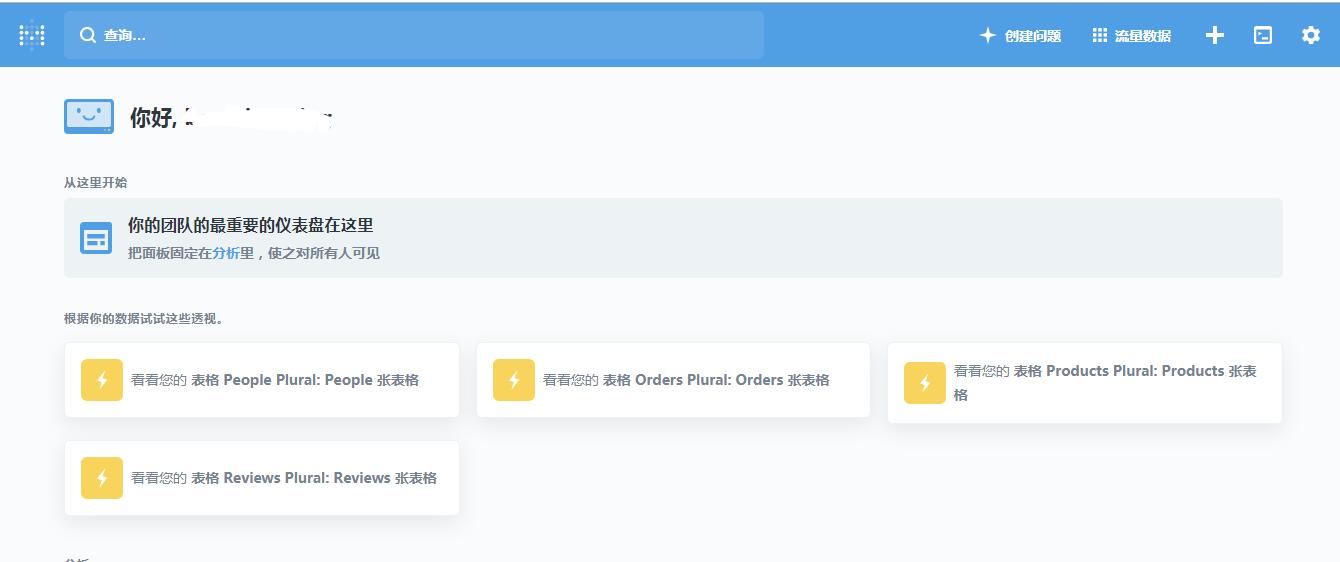 查询...
创建问题
流量数据
你好,
从这里开始
你的团队的最重要的仪表盘在这里
把面板固定在分析里，使之对所有人可见
根据你的数据试试这些透视。
看看您的 表格 People Plural: People 张表格
看看您的 表格 Orders Plural: Orders 张表格
看看您的 表格 Products Plural: Products 张表
格
看看您的 表格 Reviews Plural: Reviews 张表格